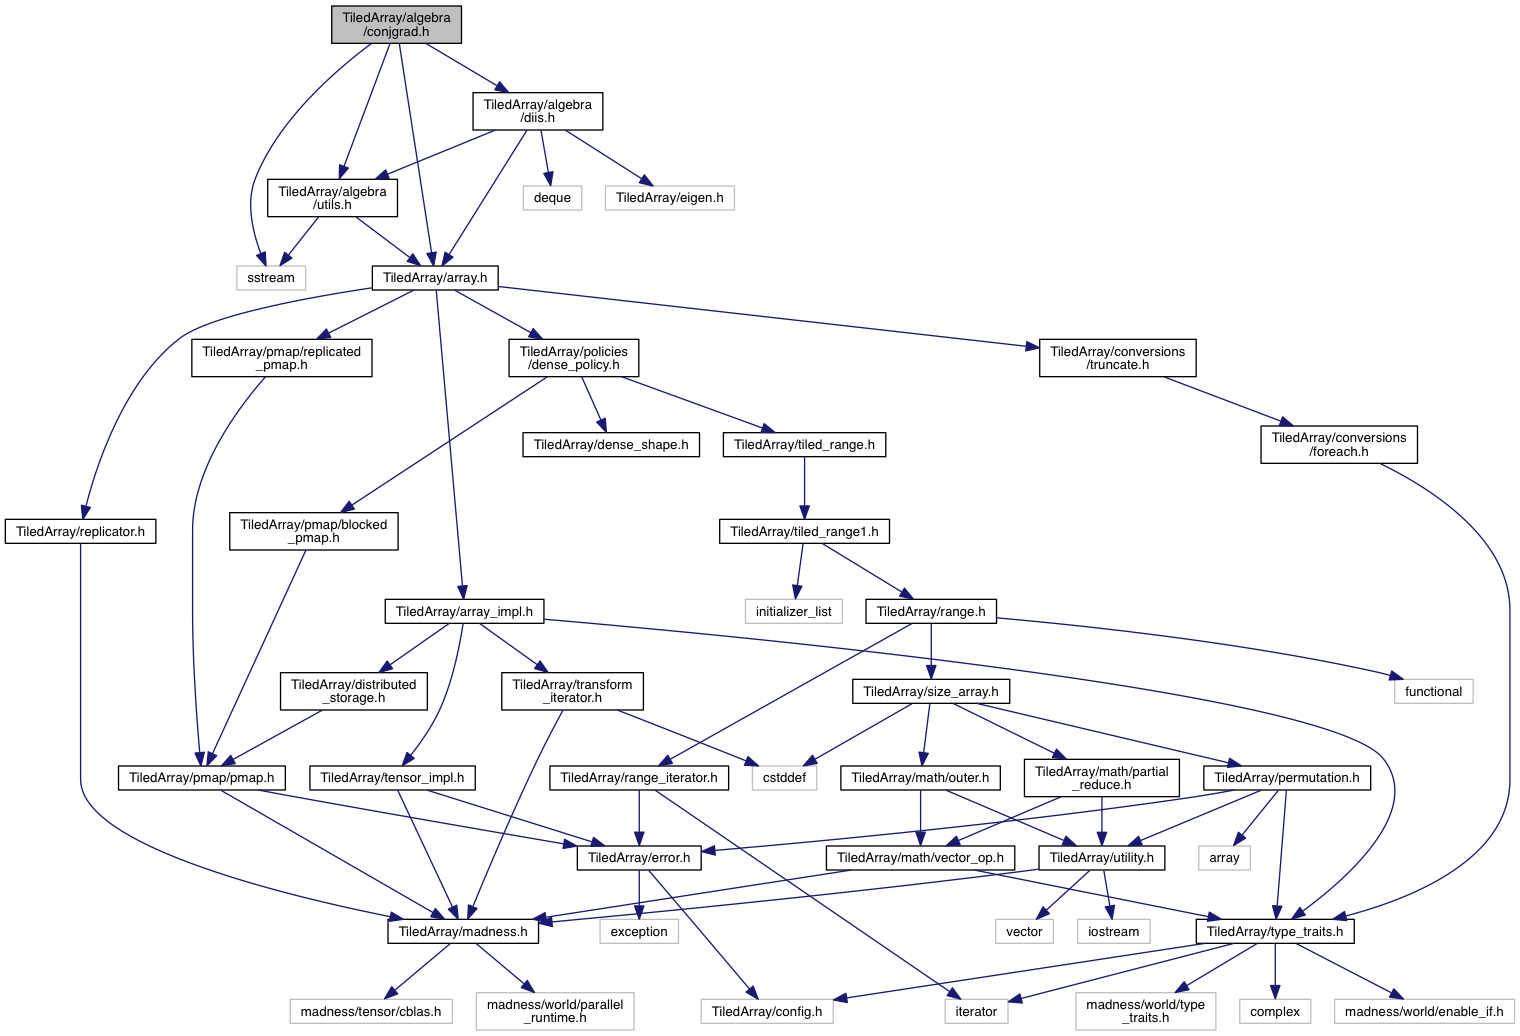 TiledArray/algebra
/conjgrad.h
TiledArray/algebra
/diis.h
TiledArray/algebra
/utils.h
deque
TiledArray/eigen.h
sstream
TiledArray/array.h
TiledArray/pmap/replicated
_pmap.h
TiledArray/policies
/dense_policy.h
TiledArray/conversions
/truncate.h
TiledArray/dense_shape.h
TiledArray/tiled_range.h
TiledArray/conversions
/foreach.h
TiledArray/replicator.h
TiledArray/pmap/blocked
_pmap.h
TiledArray/tiled_range1.h
TiledArray/array_impl.h
initializer_list
TiledArray/range.h
TiledArray/distributed
_storage.h
TiledArray/transform
_iterator.h
TiledArray/size_array.h
functional
TiledArray/pmap/pmap.h
TiledArray/tensor_impl.h
TiledArray/range_iterator.h
cstddef
TiledArray/math/outer.h
TiledArray/math/partial
_reduce.h
TiledArray/permutation.h
TiledArray/error.h
TiledArray/math/vector_op.h
TiledArray/utility.h
array
TiledArray/madness.h
exception
vector
iostream
TiledArray/type_traits.h
madness/tensor/cblas.h
madness/world/parallel
_runtime.h
TiledArray/config.h
iterator
madness/world/type
_traits.h
complex
madness/world/enable_if.h